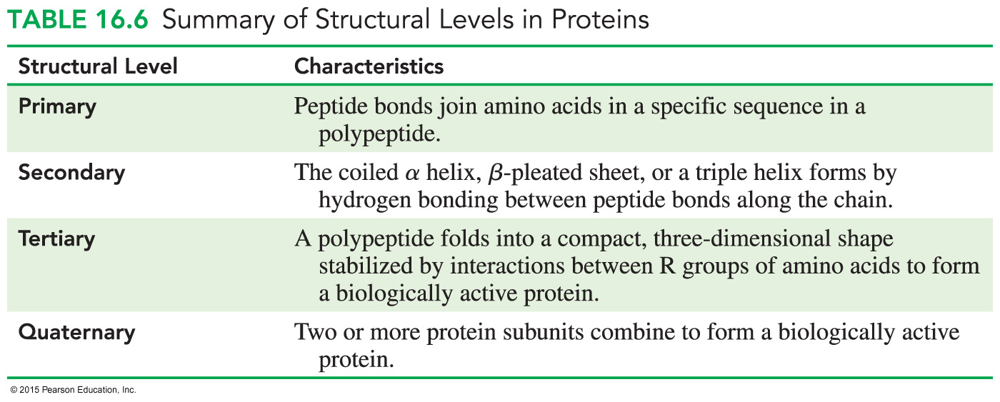 TABLE 16.6 Summary of Structural Levels in Proteins
Structural Level Characteristics
Primary Peptide bonds join amino acids in a specific sequence in a
polypeptide.
Secondary The coiled α helix, β-pleated sheet, or a triple helix forms by
hydrogen bonding between peptide bonds along the chain.
Tertiary A polypeptide folds into a compact, three-dimensional shape
stabilized by interactions between R groups of amino acids to form
a biologically active protein.
Quaternary Two or more protein subunits combine to form a biologically active
protein.
© 2015 Pearson Education, Inc.